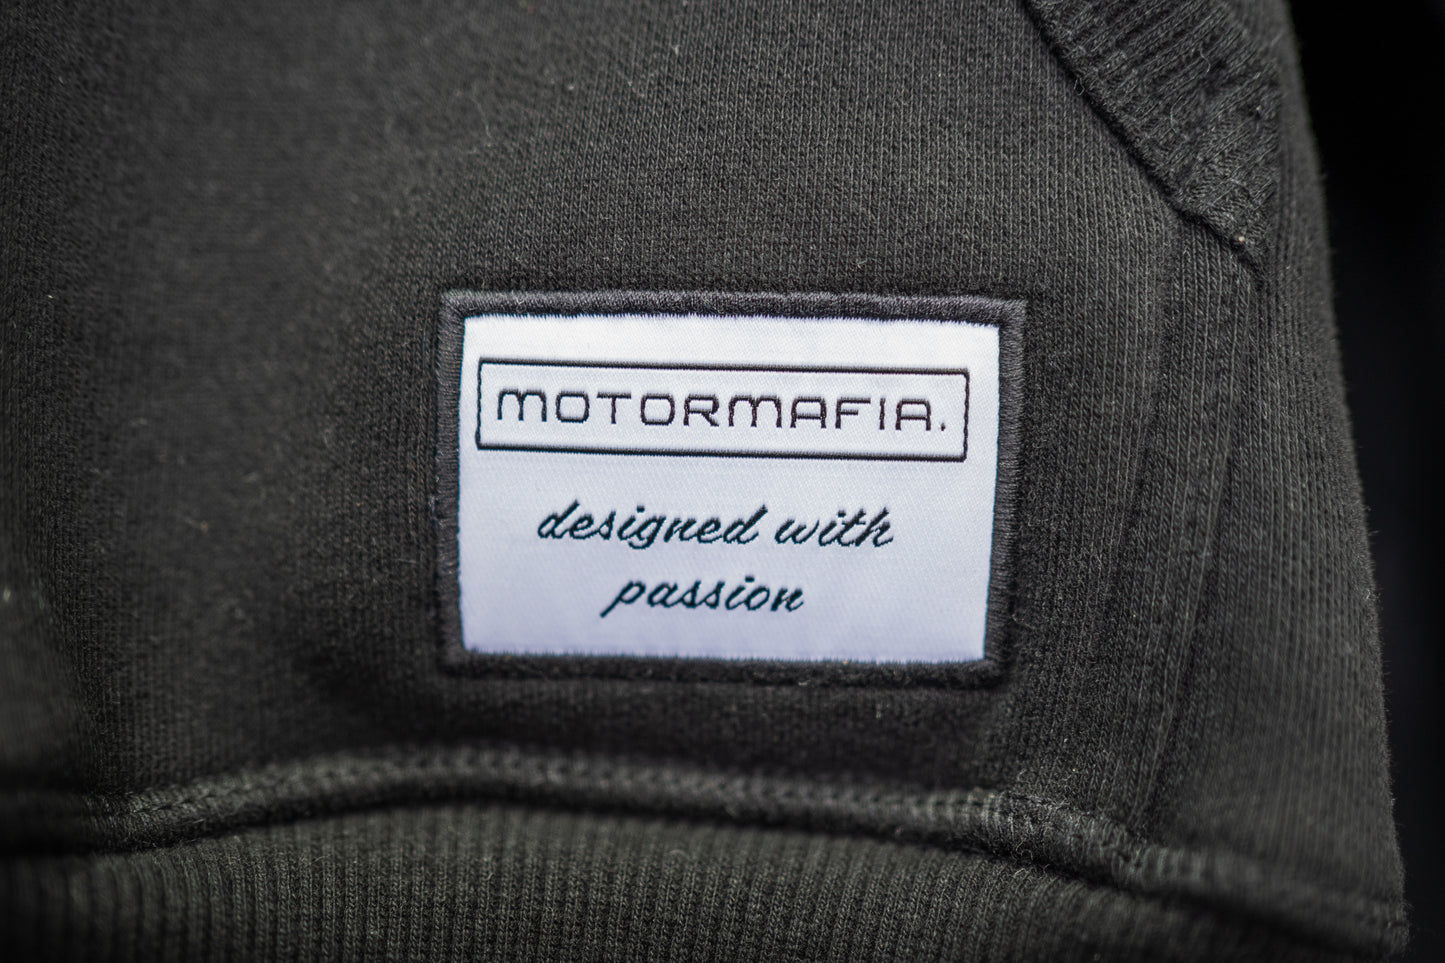 MOTORMAFIA.
designed with
passion